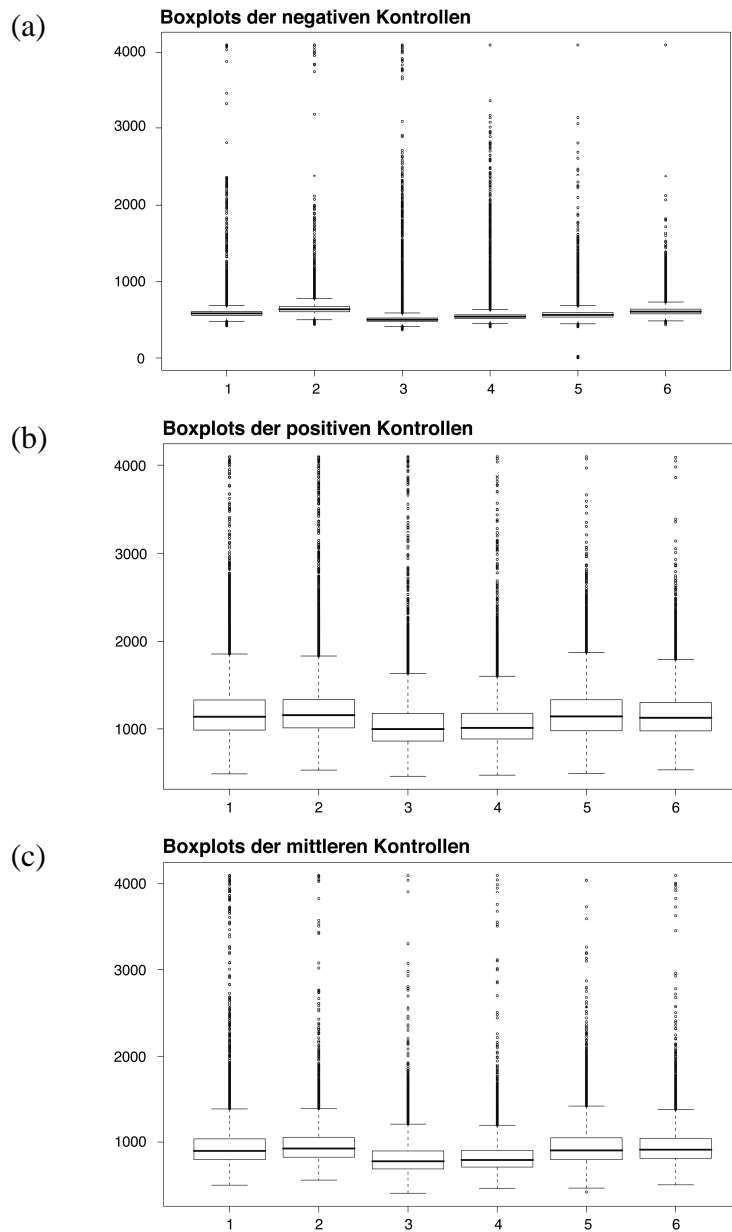 (a)
Boxplots der negativen Kontrollen
4000
3000
2000
1000
0
1 2 3 4 5 6
(b)
Boxplots der positiven Kontrollen
4000
3000
2000
1000
1 2 3 4 5 6
(c)
Boxplots der mittleren Kontrollen
4000
3000
2000
1000
1 2 3 4 5 6